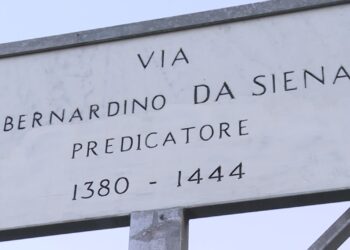 VIA
BERNARDINO DA SIENA
PREDICATORE
1380 - 1444